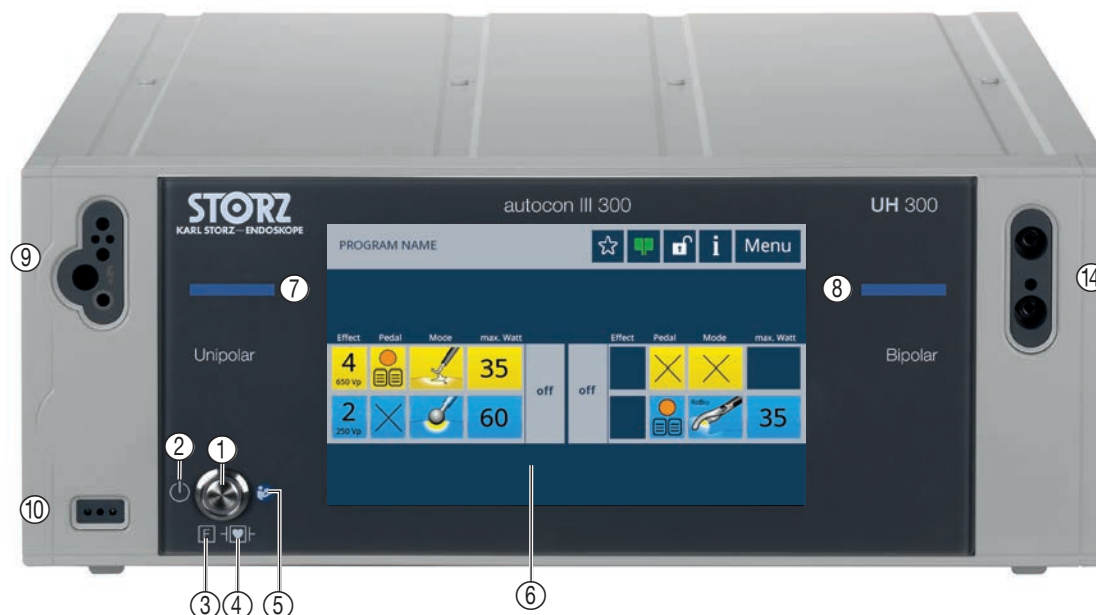 STORZ
KARL STORZ — ENDOSKOPE
autocon III 300
UH 300
PROGRAM NAME
i
Menu
9
7
8
14
Unipolar
Bipolar
Effect Pedal Mode max. Watt
Effect Pedal Mode max. Watt
4
650 Vp
35
off
off
2
250 Vp
60
RoBi
35
2
1
10
F
3
4
5
6